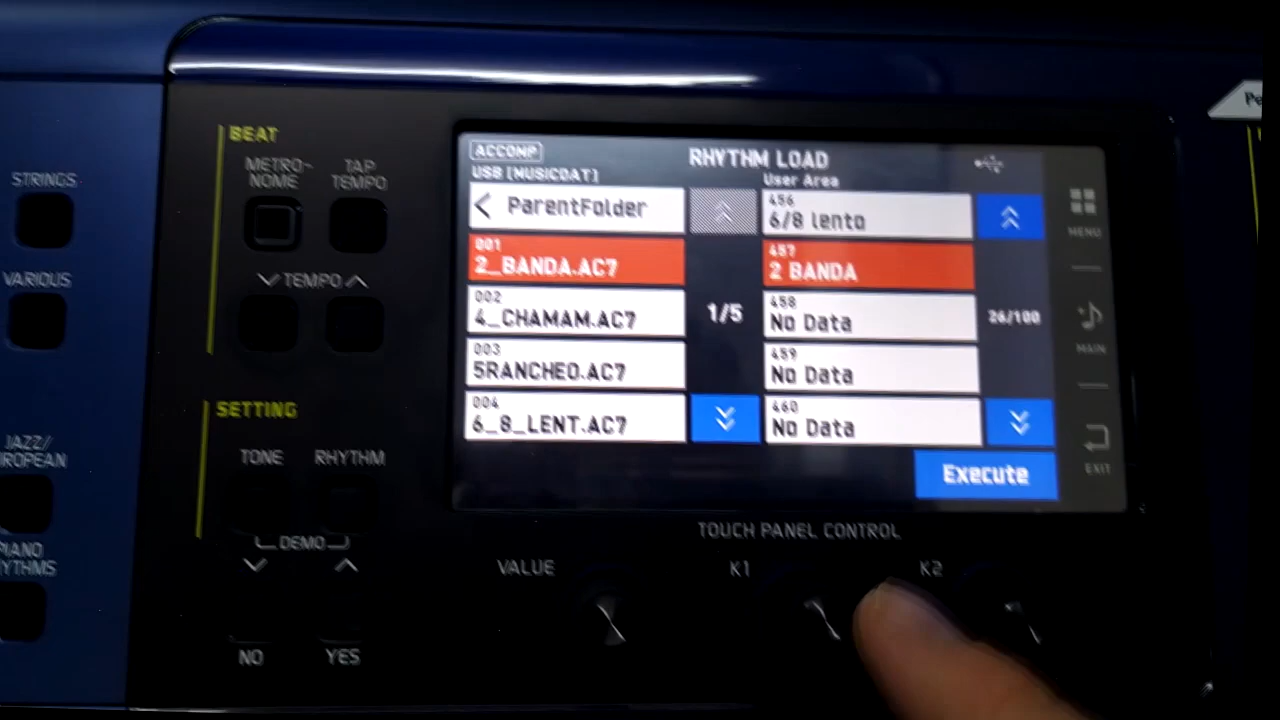 BEAT
METRO-
NOME
TAP
TEMPO
STRINGS
VARIOUS
TEMPO
SETTING
TONE
RHYTHM
JAZZ/
DEMO
NO
YES
ACCOMP
RHYTHM LOAD
USB [MUSICDAT]
User Area
ParentFolder
001
2_BANDA.AC7
002
4_CHAMAM.AC7
003
5RANCHEO.AC7
004
6_8_LENT.AC7
1/5
456
6/8 lento
457
2 BANDA
458
No Data
459
No Data
460
No Data
26/100
Execute
MENU
MAIN
EXIT
TOUCH PANEL CONTROL
VALUE
K1
K2